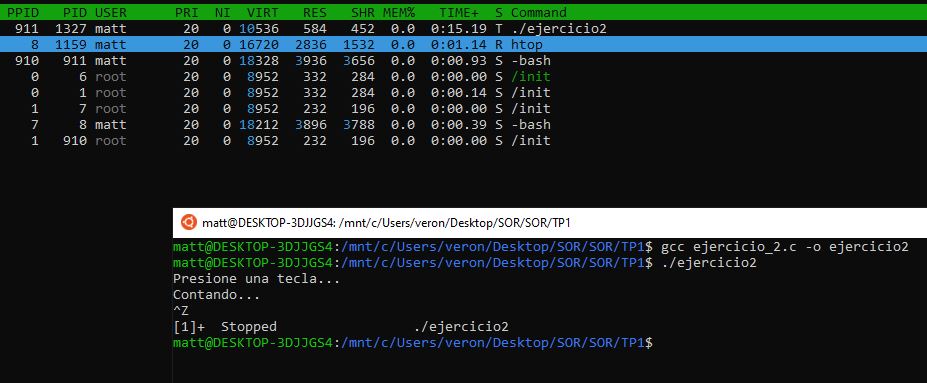 PPID PID USER PRI NI VIRT RES SHR MEM% TIME+ S Command
911 1327 matt 20 0 10536 584 452 0.0 0:15.19 T ./ejercicio2
8 1159 matt 20 0 16720 2836 1532 0.0 0:01.14 R htop
910 911 matt 20 0 18328 3936 3656 0.0 0:00.93 S -bash
0 6 root 20 0 8952 332 284 0.0 0:00.00 S /init
0 1 root 20 0 8952 332 284 0.0 0:00.14 S /init
1 7 root 20 0 8952 232 196 0.0 0:00.00 S /init
7 8 matt 20 0 18212 3896 3788 0.0 0:00.39 S -bash
1 910 root 20 0 8952 232 196 0.0 0:00.00 S /init
matt@DESKTOP-3DJJGS4: /mnt/c/Users/veron/Desktop/SOR/SOR/TP1
matt@DESKTOP-3DJJGS4:/mnt/c/Users/veron/Desktop/SOR/SOR/TP1$ gcc ejercicio_2.c -o ejercicio2
matt@DESKTOP-3DJJGS4:/mnt/c/Users/veron/Desktop/SOR/SOR/TP1$ ./ejercicio2
Presione una tecla...
Contando...
^Z
[1]+ Stopped ./ejercicio2
matt@DESKTOP-3DJJGS4:/mnt/c/Users/veron/Desktop/SOR/SOR/TP1$